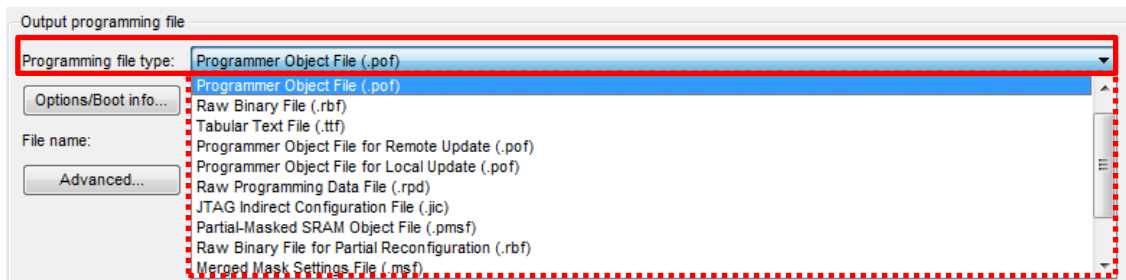 Output programming file
Programming file type: Programmer Object File (.pof)
Programmer Object File (.pof)
Options/Boot info...
Raw Binary File (.rbf)
Tabular Text File (.ttf)
File name:
Programmer Object File for Remote Update (.pof)
Programmer Object File for Local Update (.pof)
Advanced...
Raw Programming Data File (.rpd)
JTAG Indirect Configuration File (.jic)
Partial-Masked SRAM Object File (.pmsf)
Raw Binary File for Partial Reconfiguration (.rbf)
Merged Mask Settings File (.msf)